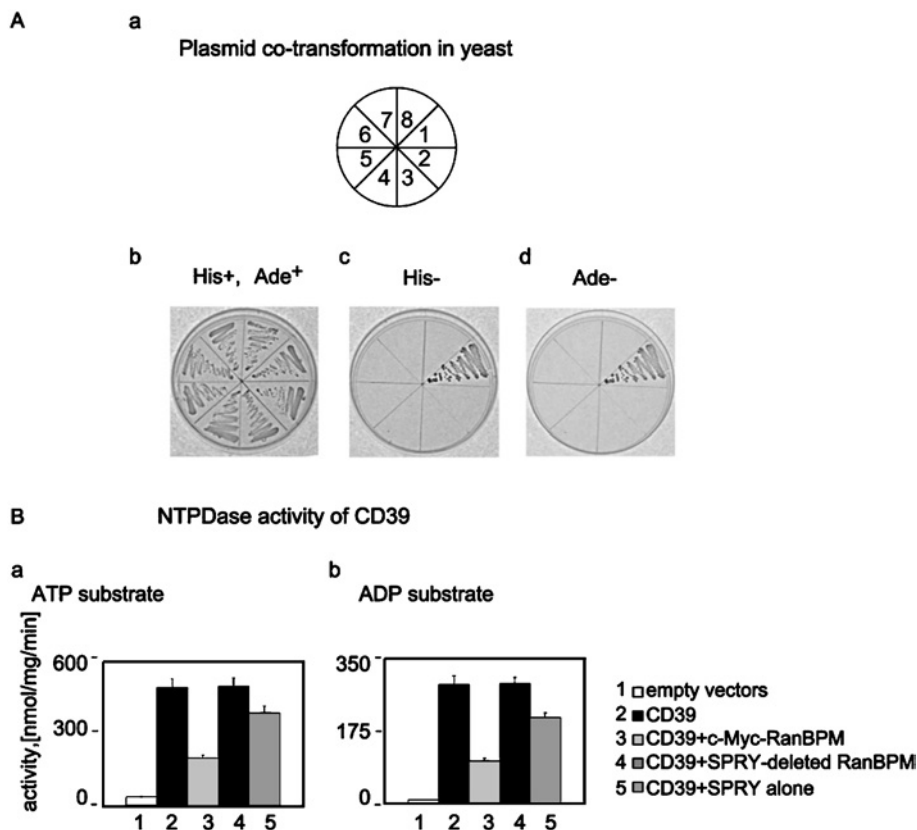 A
a
Plasmid co-transformation in yeast
7 8
6 1
5 2
4 3
b
His+, Ade+
c
His-
d
Ade-
B
NTPDase activity of CD39
a
ATP substrate
b
ADP substrate
activity,[nmol/mg/min]
600
300
0
1 2 3 4 5
350
175
0
1 2 3 4 5
1 empty vectors
2 CD39
3 CD39+c-Myc-RanBPM
4 CD39+SPRY-deleted RanBPM
5 CD39+SPRY alone